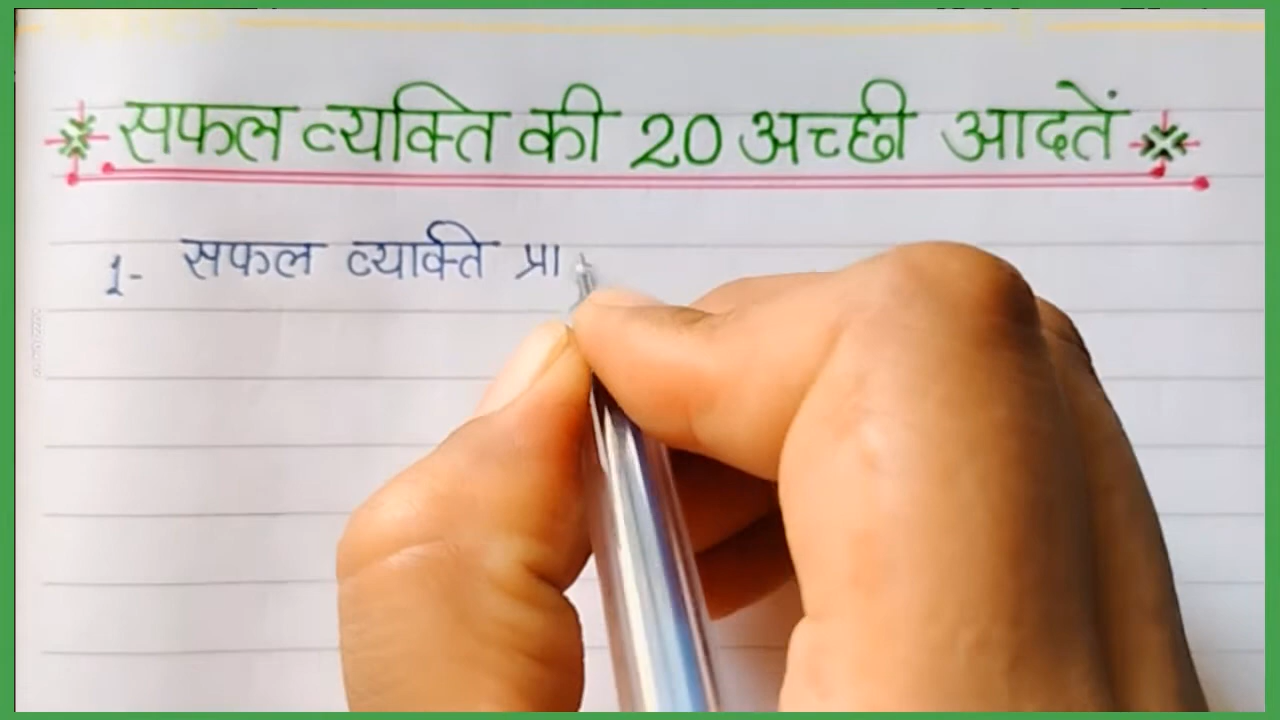 सफल व्यक्ति की 20 अच्छी आदतें
1- सफल व्यक्ति प्रा